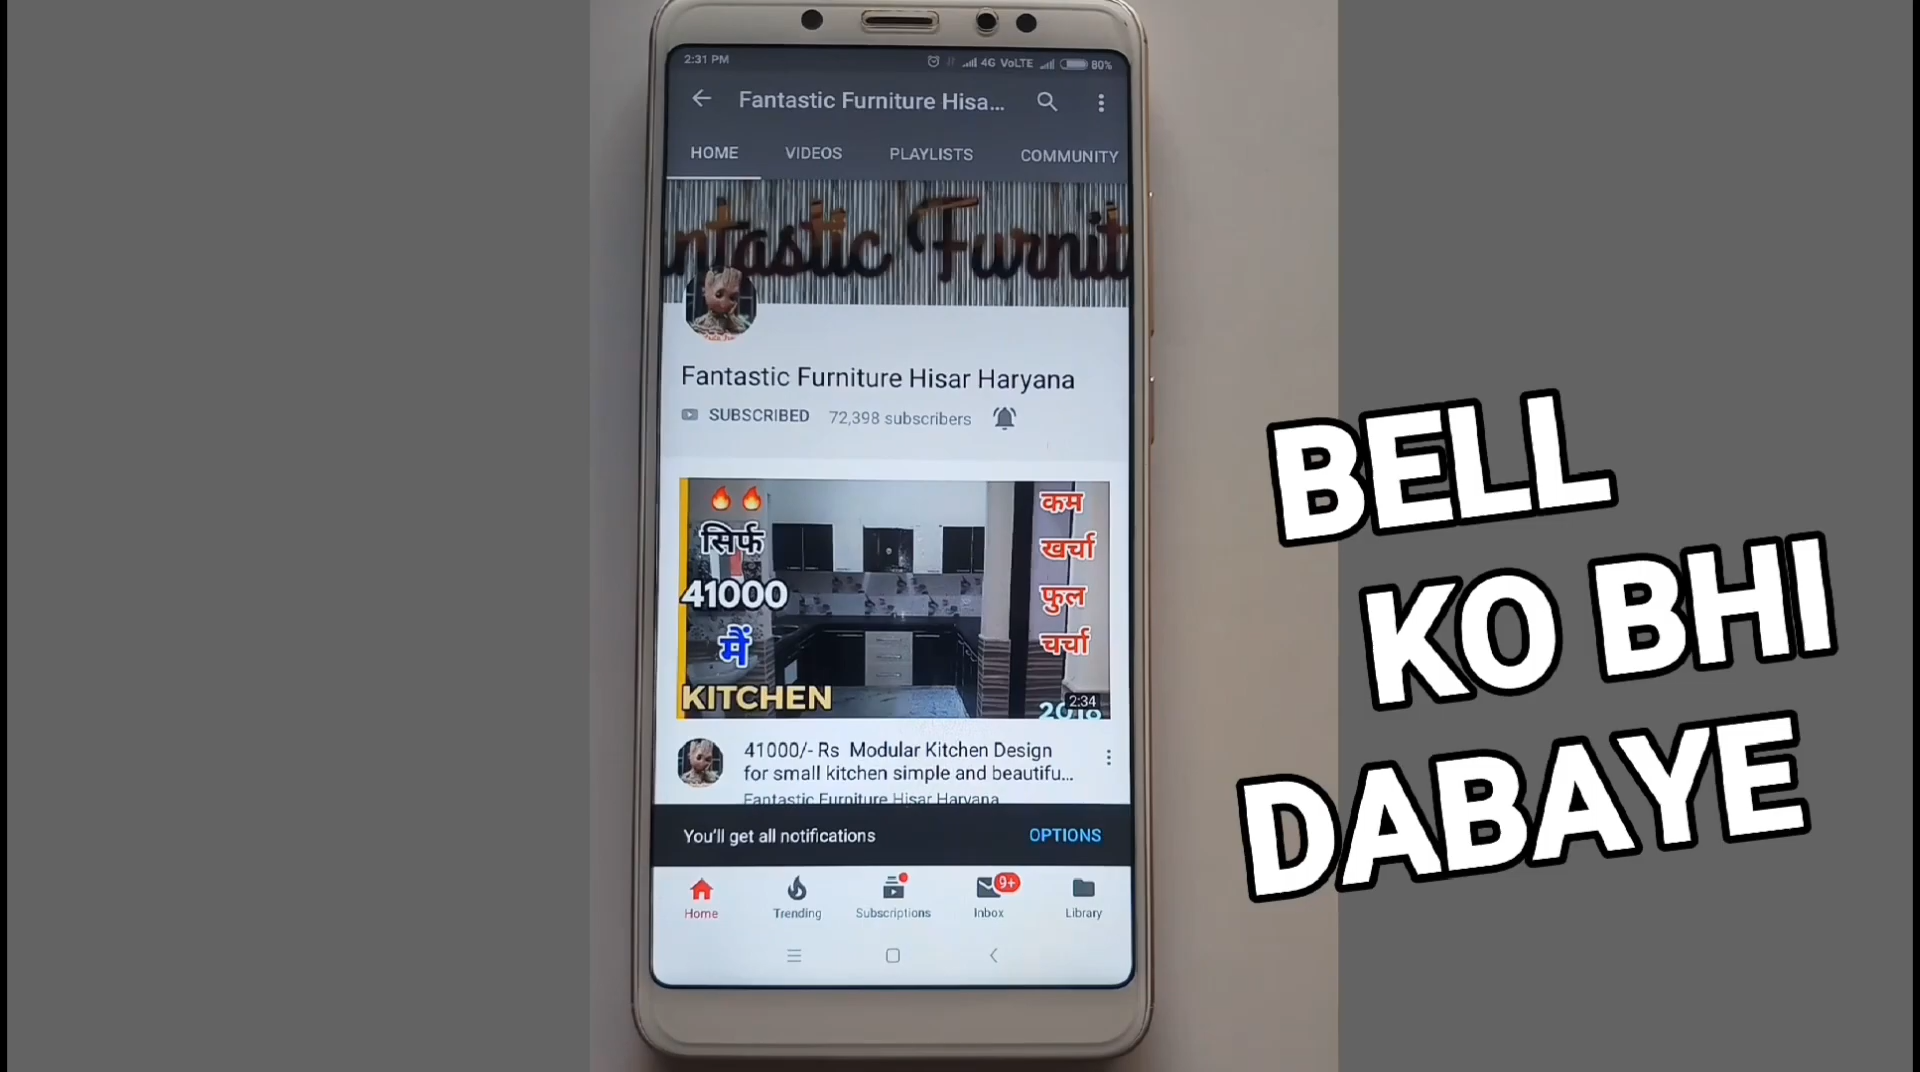 2:31 PM
4G VoLTE
80%
Fantastic Furniture Hisa...
HOME VIDEOS PLAYLISTS COMMUNITY
ntastic Furnit
Fantastic Furniture Hisar Haryana
SUBSCRIBED 72,398 subscribers
सिर्फ
41000
में
KITCHEN
कम
खर्चा
फुल
चर्चा
2018
2:34
41000/- Rs Modular Kitchen Design
for small kitchen simple and beautifu...
Fantastic Furniture Hisar Haryana
You'll get all notifications OPTIONS
Home Trending Subscriptions Inbox Library
9+
BELL
KO BHI
DABAYE